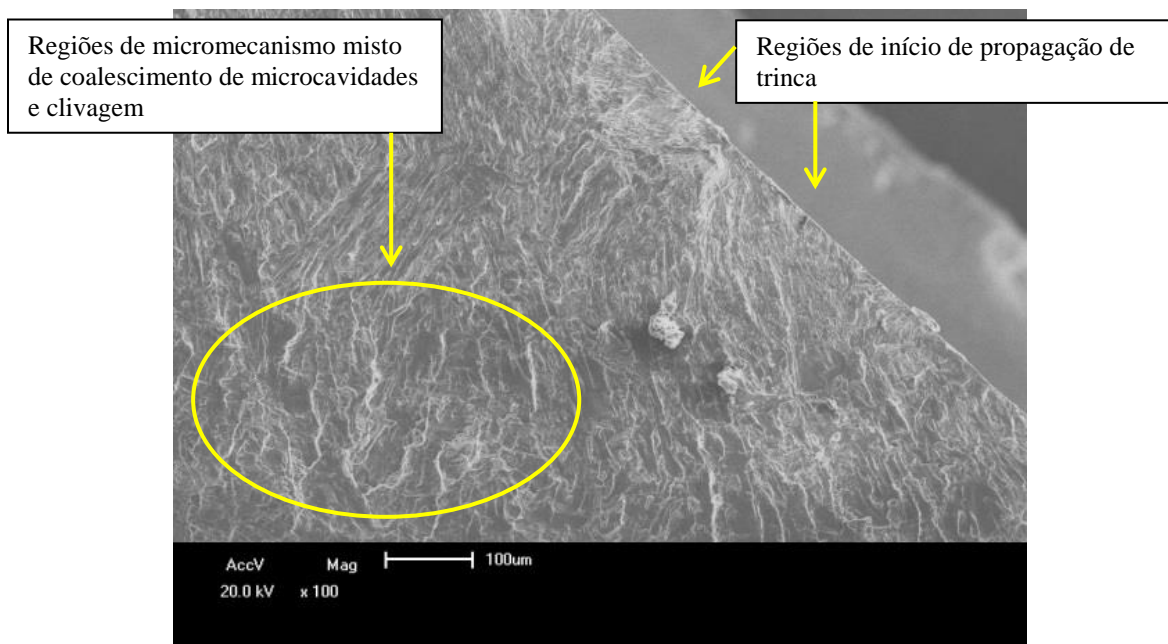 Regiões de micromecanismo misto
de coalescimento de microcavidades
e clivagem
Regiões de início de propagação de
trinca
AccV Mag 100um
20.0 kV x 100